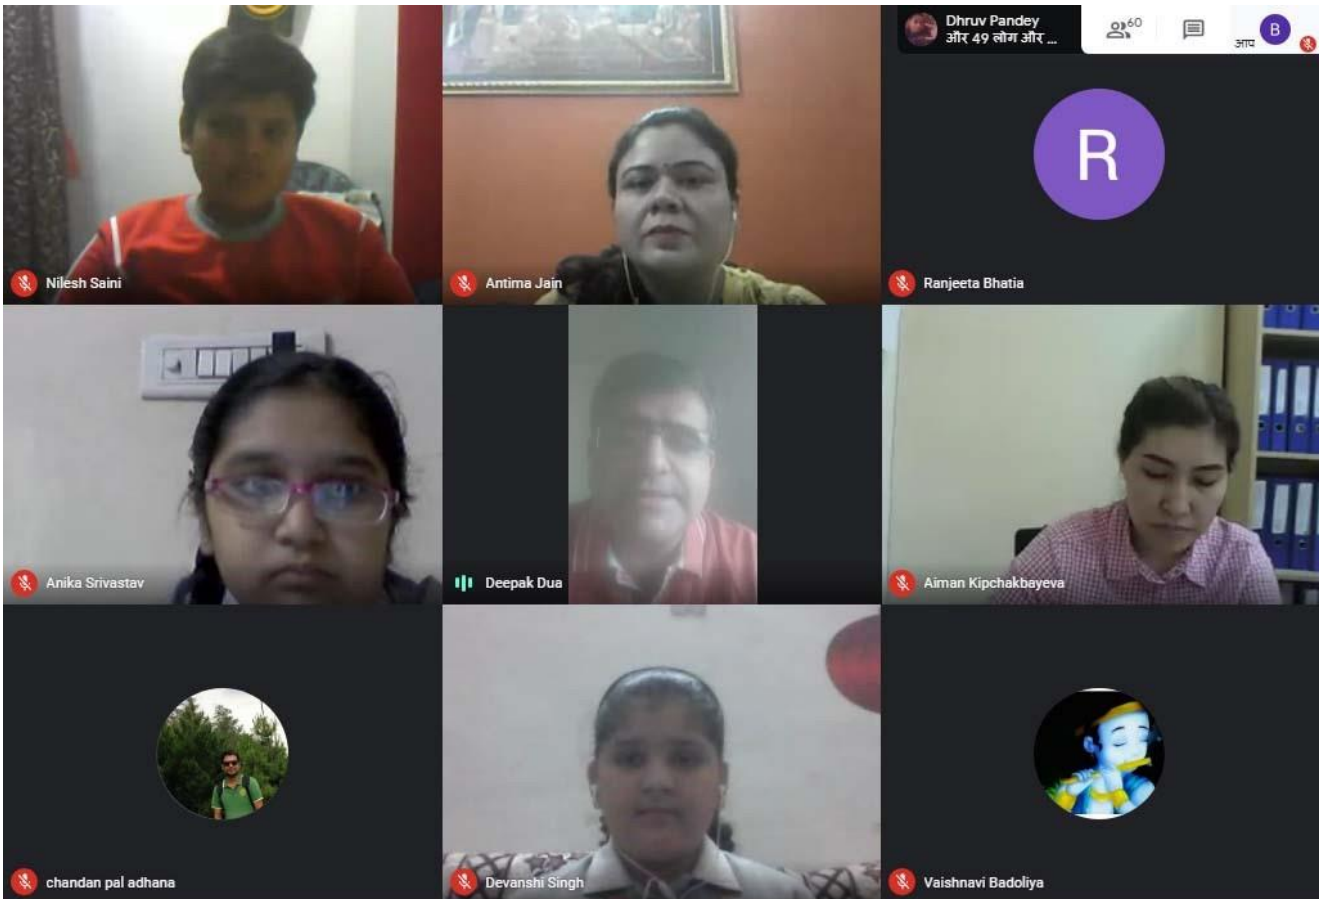 Dhruv Pandey
और 49 लोग और ...
60
आप
B
R
Nilesh Saini
Antima Jain
Ranjeeta Bhatia
Anika Srivastav
Deepak Dua
Aiman Kipchakbayeva
chandan pal adhana
Devanshi Singh
Vaishnavi Badoliya